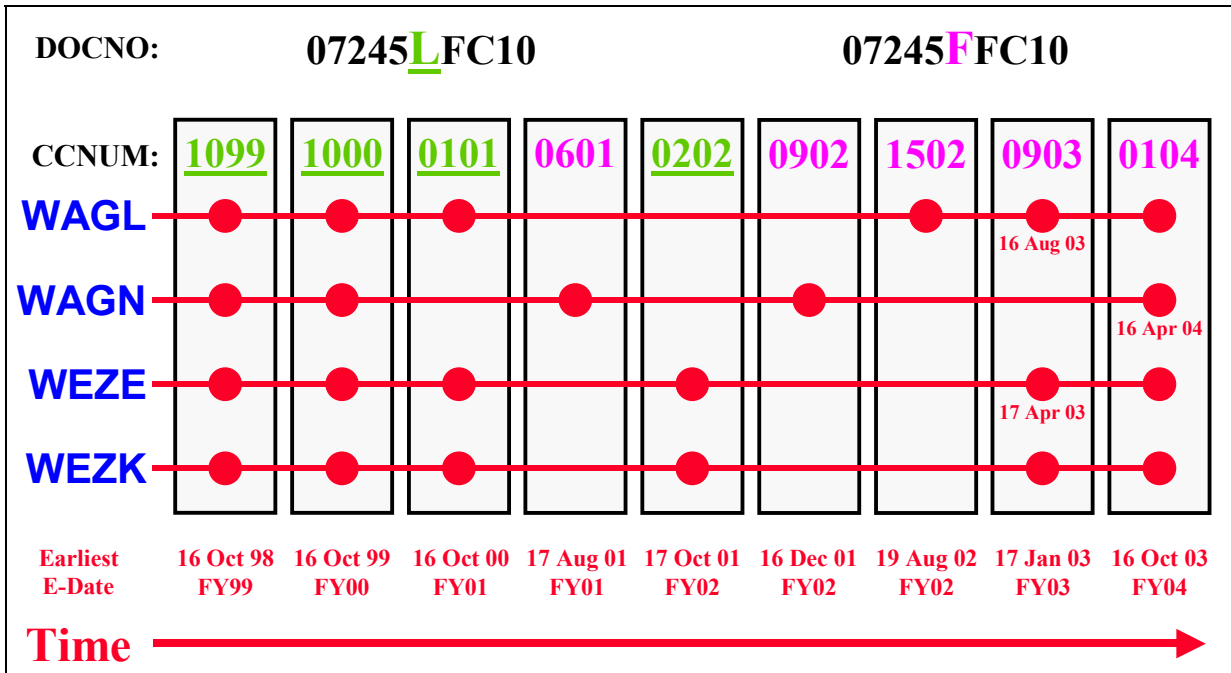 DOCNO: 07245LFC10 07245FFC10
CCNUM: 1099 1000 0101 0601 0202 0902 1502 0903 0104
WAGL
16 Aug 03
WAGN
16 Apr 04
WEZE
17 Apr 03
WEZK
Earliest 16 Oct 98 16 Oct 99 16 Oct 00 17 Aug 01 17 Oct 01 16 Dec 01 19 Aug 02 17 Jan 03 16 Oct 03
E-Date FY99 FY00 FY01 FY01 FY02 FY02 FY02 FY03 FY04
Time